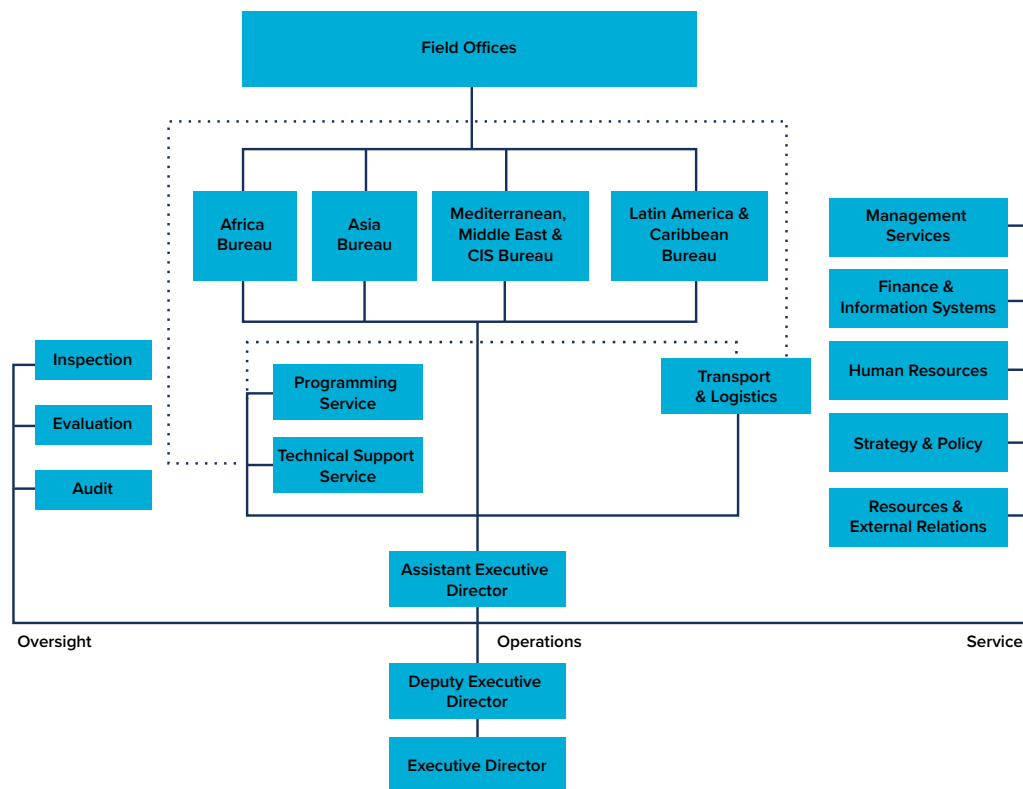 Field Offices
Africa
Bureau
Asia
Bureau
Mediterranean,
Middle East &
CIS Bureau
Latin America &
Caribbean
Bureau
Management
Services
Finance &
Information Systems
Human Resources
Strategy & Policy
Resources &
External Relations
Inspection
Evaluation
Audit
Programming
Service
Technical Support
Service
Transport
& Logistics
Assistant Executive
Director
Oversight
Operations
Service
Deputy Executive
Director
Executive Director